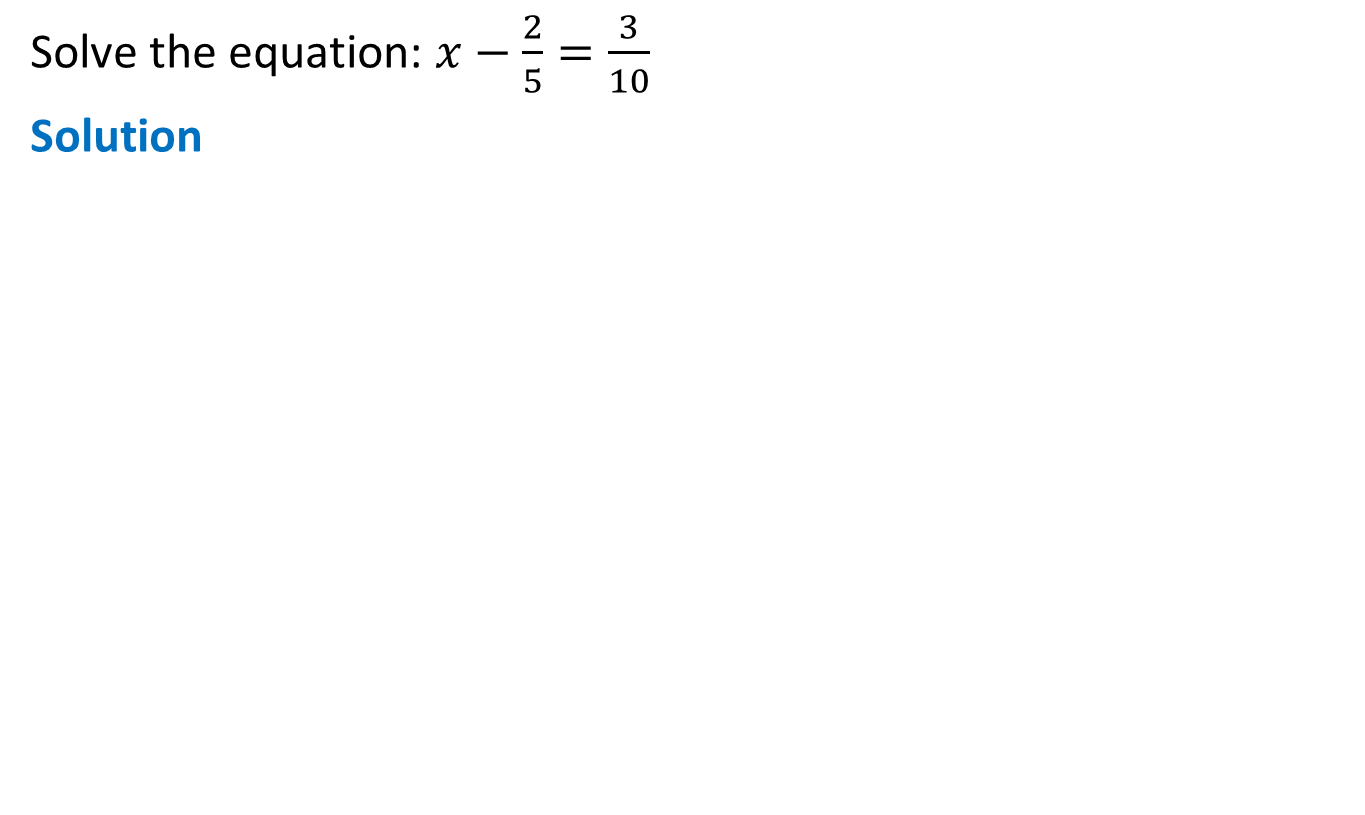 Solve the equation: x − 2/5 = 3/10
Solution